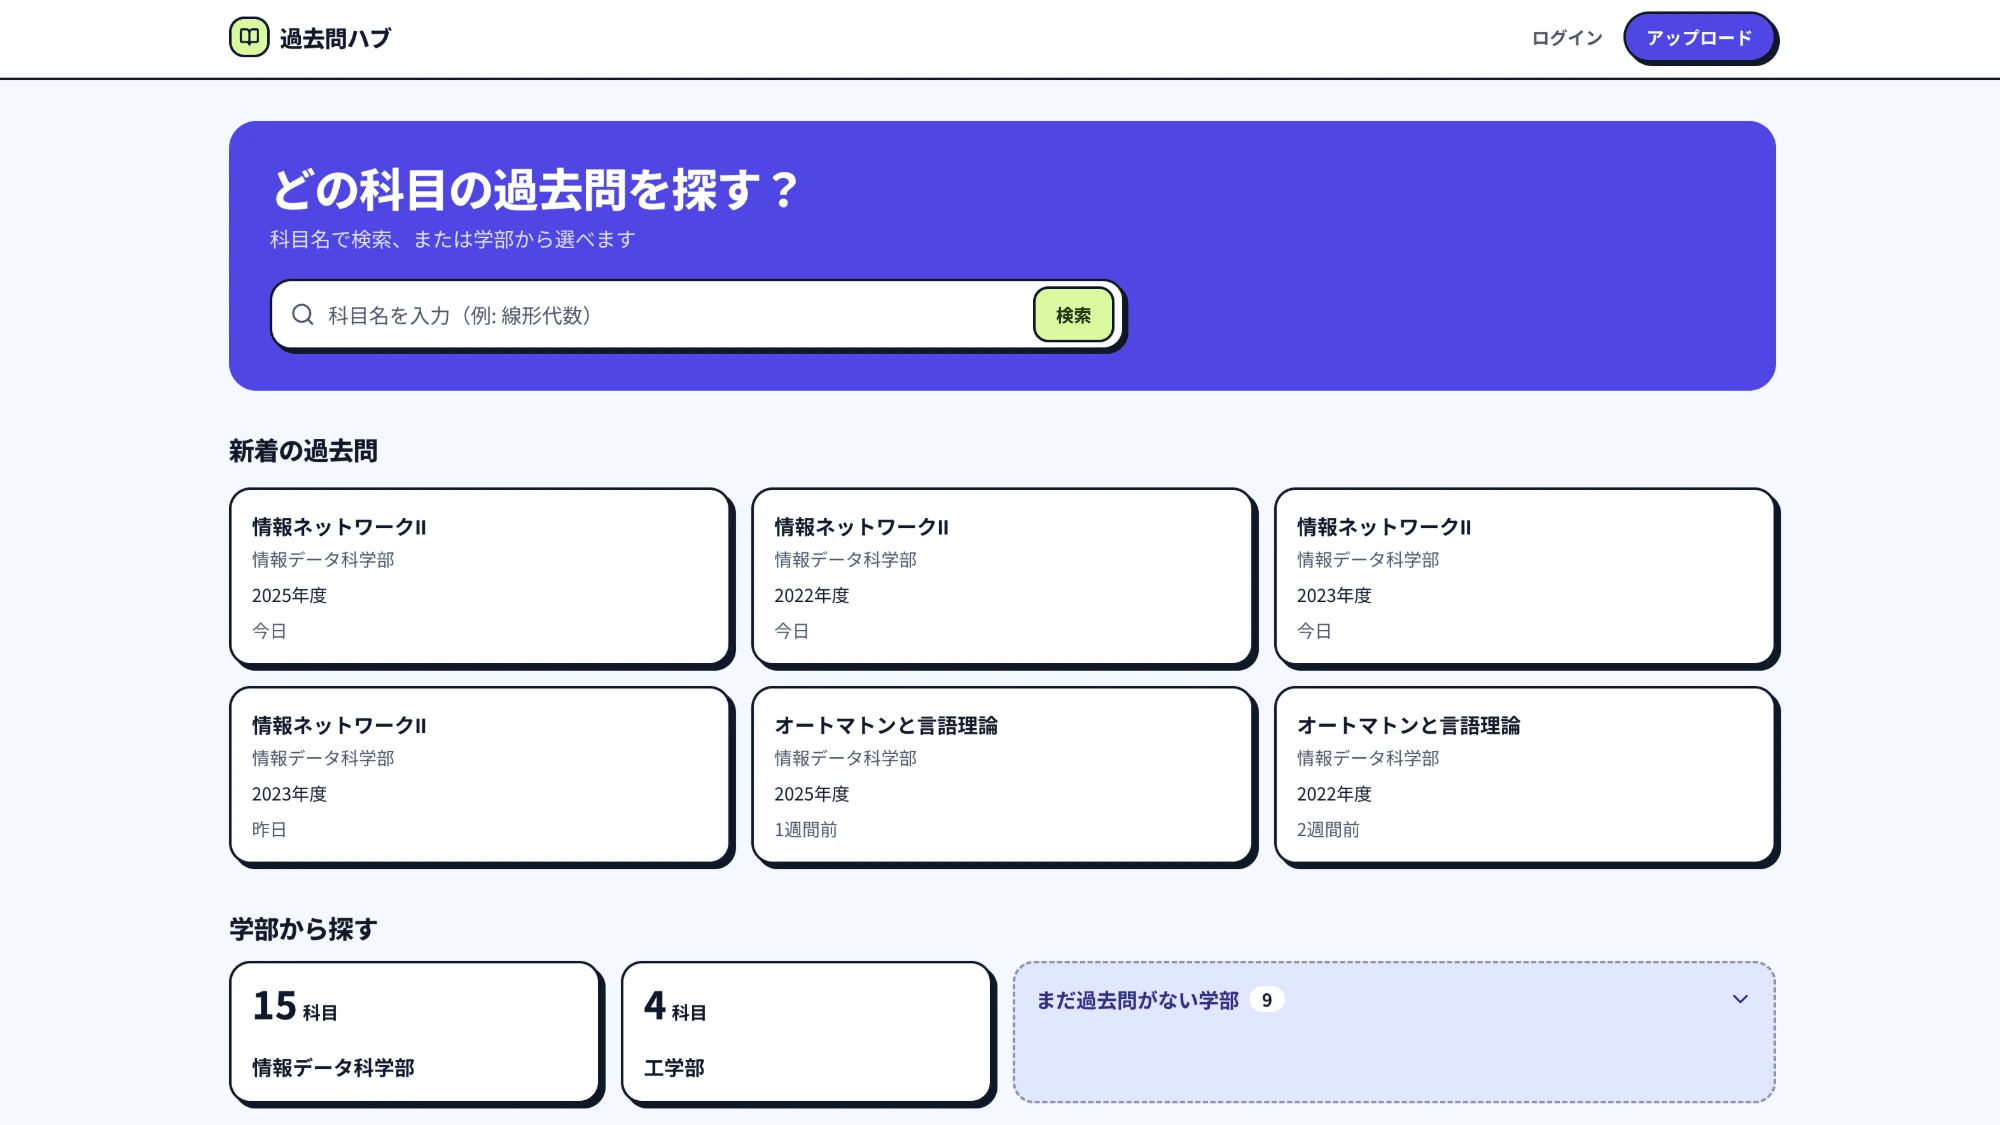 過去問ハブ
ログイン
アップロード
どの科目の過去問を探す？
科目名で検索、または学部から選べます
科目名を入力（例: 線形代数）
検索
新着の過去問
情報ネットワークII
情報データ科学部
2025年度
今日
情報ネットワークII
情報データ科学部
2022年度
今日
情報ネットワークII
情報データ科学部
2023年度
今日
情報ネットワークII
情報データ科学部
2023年度
昨日
オートマトンと言語理論
情報データ科学部
2025年度
1週間前
オートマトンと言語理論
情報データ科学部
2022年度
2週間前
学部から探す
15 科目
情報データ科学部
4 科目
工学部
まだ過去問がない学部 9